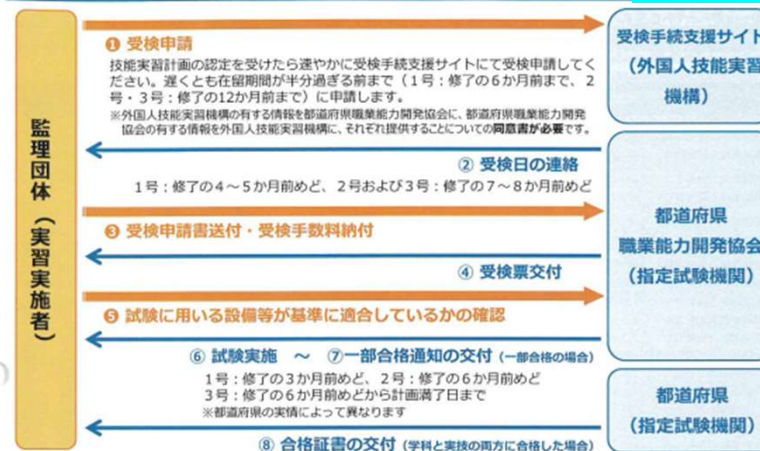 監理団体（実習実施者）
❶ 受検申請
技能実習計画の認定を受けたら速やかに受検手続支援サイトにて受検申請してく
ださい。遅くとも在留期間が半分過ぎる前まで（1号：修了の6か月前まで、2
号・3号：修了の12か月前まで）に申請します。
※外国人技能実習機構の有する情報を都道府県職業能力開発協会に、都道府県職業能力開発
協会の有する情報を外国人技能実習機構に、それぞれ提供することについての同意書が必要です。
受検手続支援サイト
（外国人技能実習
機構）
② 受検日の連絡
1号：修了の4～5か月前めど、2号および3号：修了の7～8か月前めど
❸ 受検申請書送付・受検手数料納付
④ 受検票交付
❺ 試験に用いる設備等が基準に適合しているかの確認
都道府県
職業能力開発協会
（指定試験機関）
⑥ 試験実施 ～ ⑦一部合格通知の交付（一部合格の場合）
1号：修了の3か月前めど、2号：修了の6か月前めど
3号：修了の6か月前めどから計画満了日まで
※都道府県の実情によって異なります
⑧ 合格証書の交付（学科と実技の両方に合格した場合）
都道府県
（指定試験機関）